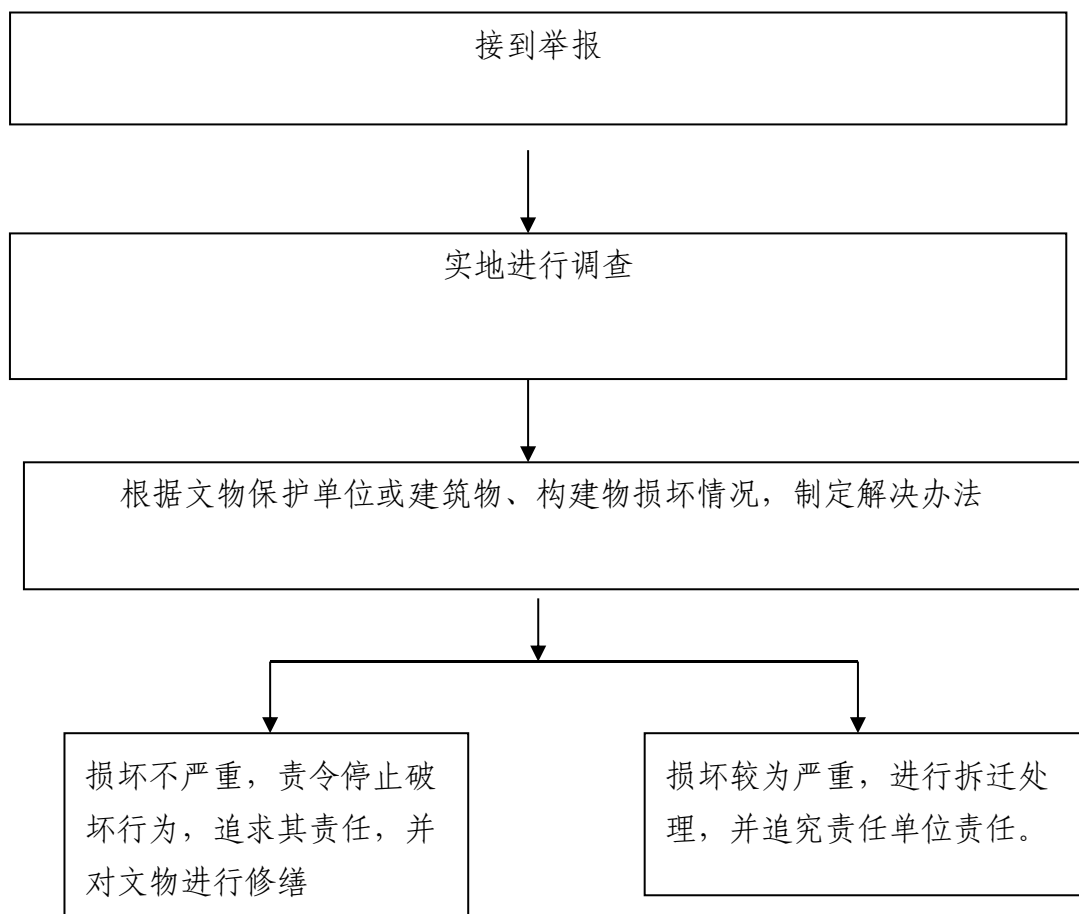 接到举报
实地进行调查
根据文物保护单位或建筑物、构建物损坏情况，制定解决办法
损坏不严重，责令停止破
坏行为，追求其责任，并
对文物进行修缮
损坏较为严重，进行拆迁处
理，并追究责任单位责任。